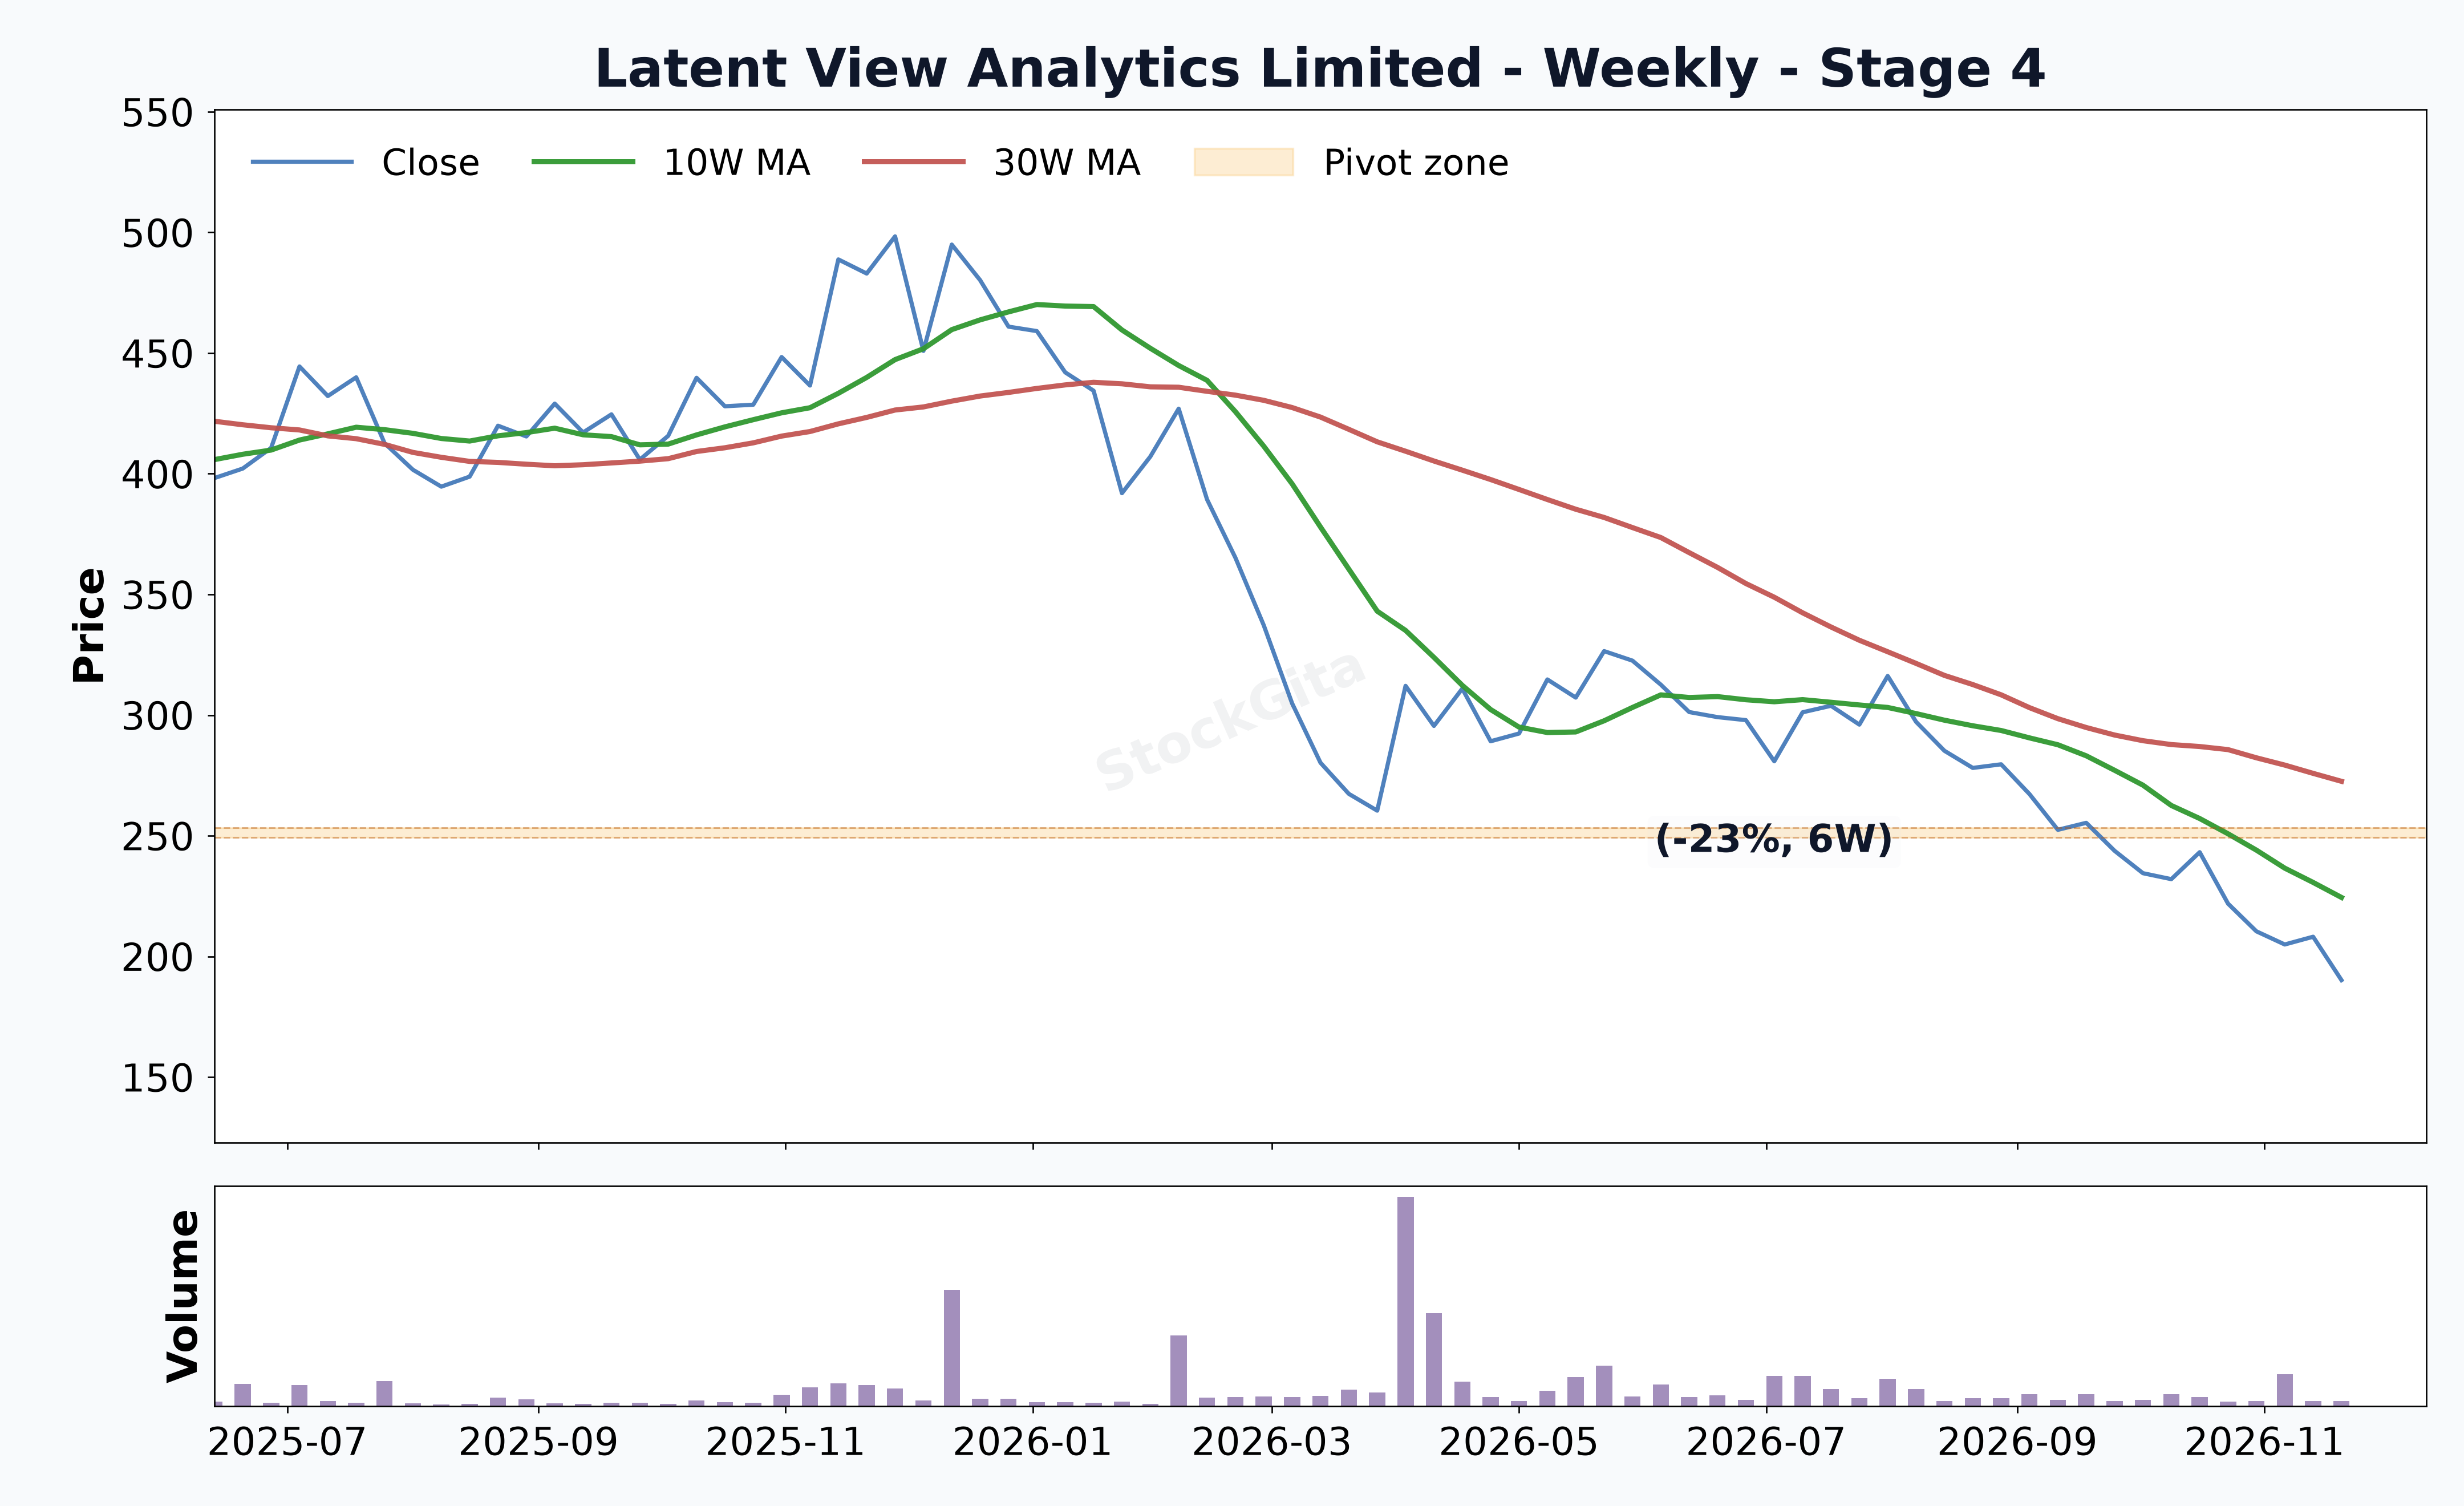 Latent View Analytics Limited - Weekly - Stage 4
Close 10W MA 30W MA Pivot zone
Price
550
500
450
400
350
300
250
200
150
StockGita
(-23%, 6W)
Volume
2025-07 2025-09 2025-11 2026-01 2026-03 2026-05 2026-07 2026-09 2026-11